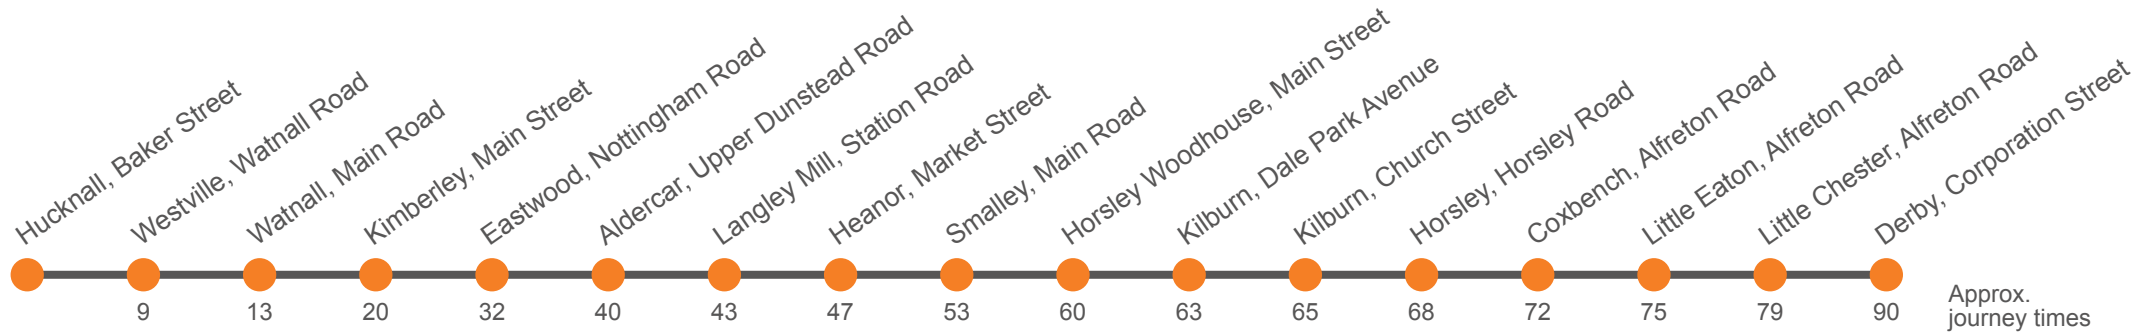 Hucknall, Baker Street
Westville, Watnall Road
Watnall, Main Road
Kimberley, Main Street
Eastwood, Nottingham Road
Aldercar, Upper Dunstead Road
Langley Mill, Station Road
Heanor, Market Street
Smalley, Main Road
Horsley Woodhouse, Main Street
Kilburn, Dale Park Avenue
Kilburn, Church Street
Horsley, Horsley Road
Coxbench, Alfreton Road
Little Eaton, Alfreton Road
Little Chester, Alfreton Road
Derby, Corporation Street
9 13 20 32 40 43 47 53 60 63 65 68 72 75 79 90
Approx.
journey times